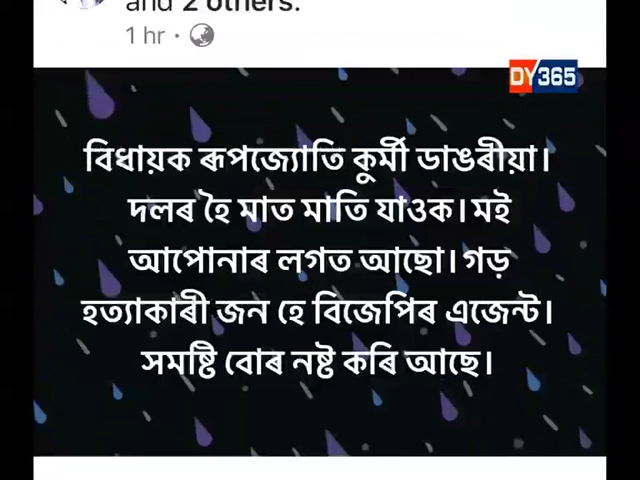 and 2 others.
1 hr ·
DY365
বিধায়ক ৰূপজ্যোতি কুৰ্মী ডাঙৰীয়া।
দলৰ হৈ মাত মাতি যাওক। মই
আপোনাৰ লগত আছো। গড়
হত্যাকাৰী জন হে বিজেপিৰ এজেন্ট।
সমষ্টি বোৰ নষ্ট কৰি আছে।